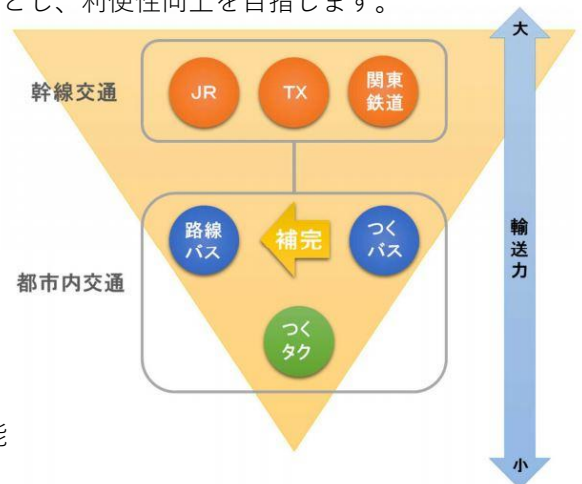 とし、利便性向上を目指します。
大
幹線交通
JR
TX
関東
鉄道
路線
バス
補完
つく
バス
輸送力
都市内交通
つく
タク
能
小